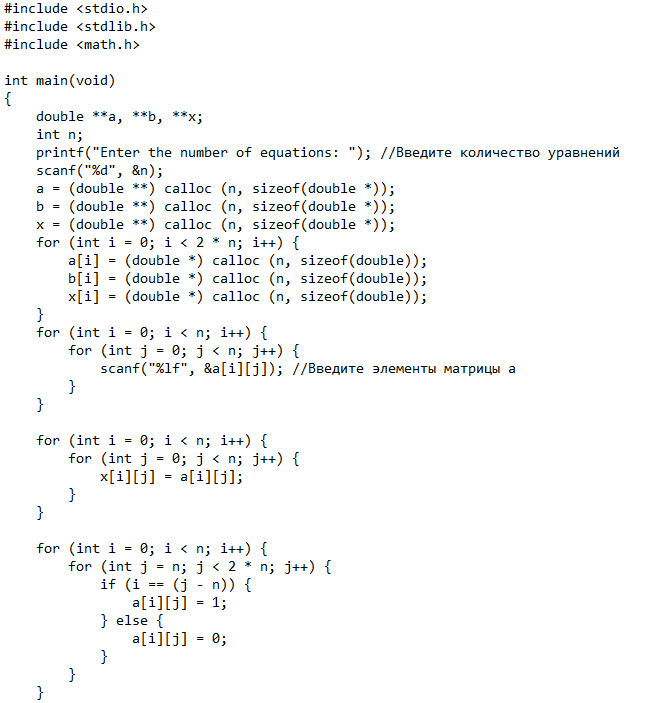 #include <stdio.h>
#include <stdlib.h>
#include <math.h>

int main(void)
{
    double **a, **b, **x;
    int n;
    printf("Enter the number of equations: "); //Введите количество уравнений
    scanf("%d", &n);
    a = (double **) calloc (n, sizeof(double *));
    b = (double **) calloc (n, sizeof(double *));
    x = (double **) calloc (n, sizeof(double *));
    for (int i = 0; i < 2 * n; i++) {
        a[i] = (double *) calloc (n, sizeof(double));
        b[i] = (double *) calloc (n, sizeof(double));
        x[i] = (double *) calloc (n, sizeof(double));
    }
    for (int i = 0; i < n; i++) {
        for (int j = 0; j < n; j++) {
            scanf("%lf", &a[i][j]); //Введите элементы матрицы а
        }
    }

    for (int i = 0; i < n; i++) {
        for (int j = 0; j < n; j++) {
            x[i][j] = a[i][j];
        }
    }

    for (int i = 0; i < n; i++) {
        for (int j = n; j < 2 * n; j++) {
            if (i == (j - n)) {
                a[i][j] = 1;
            } else {
                a[i][j] = 0;
            }
        }
    }